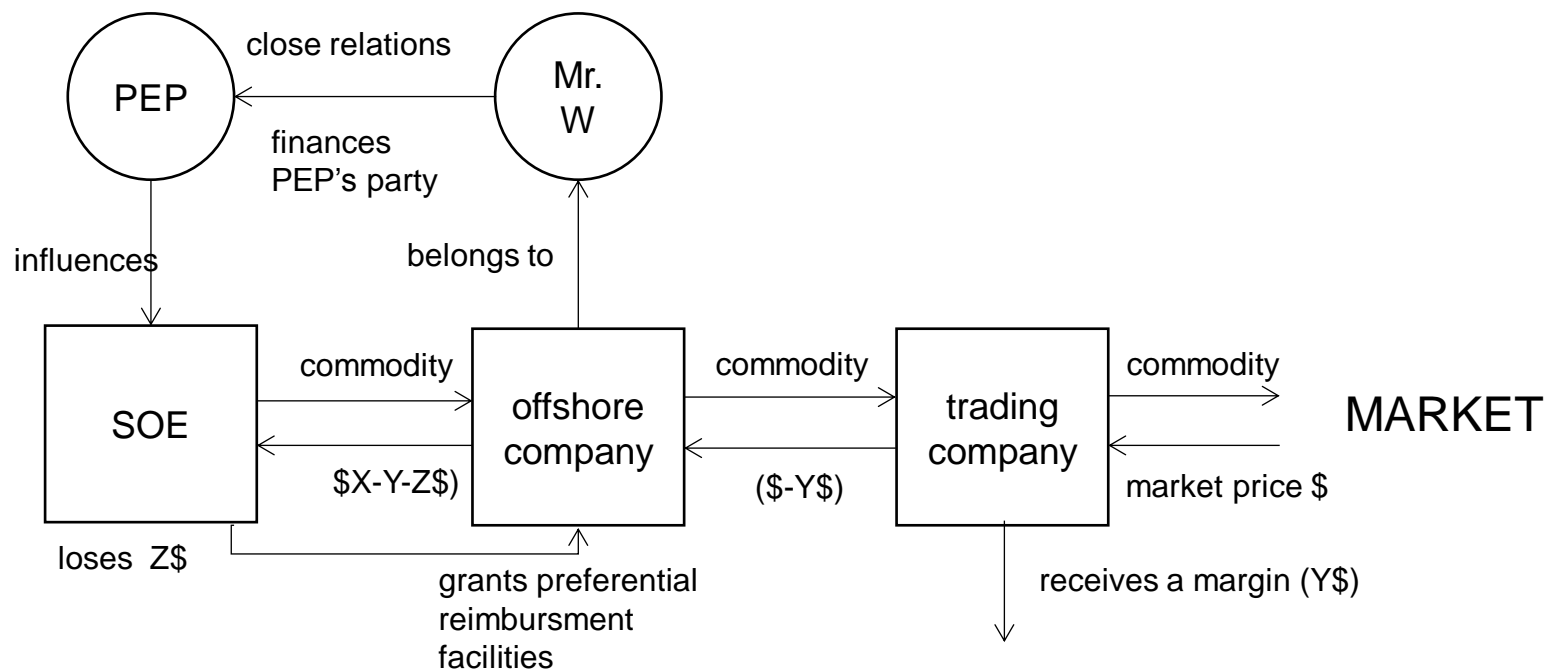 close relations
PEP
Mr.
W
finances
PEP's party
influences
belongs to
SOE
commodity
$X-Y-Z$)
offshore
company
commodity
($-Y$)
trading
company
commodity
MARKET
market price $
loses Z$
grants preferential
reimbursment
facilities
receives a margin (Y$)